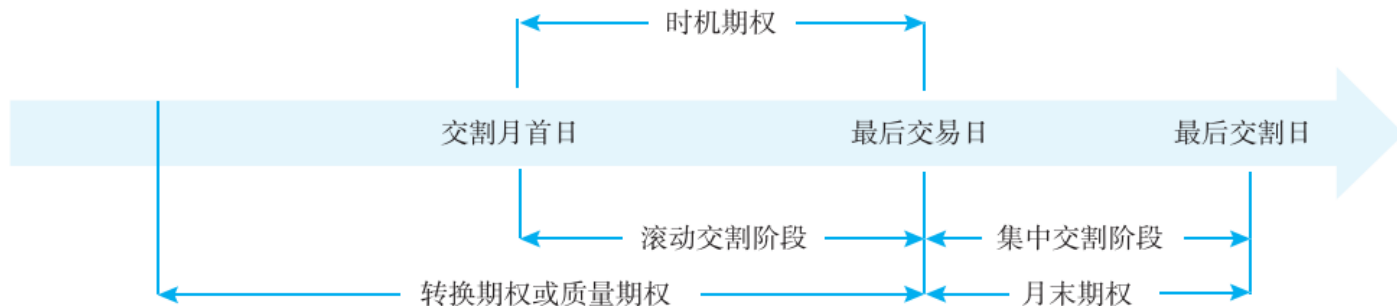 时机期权
交割月首日
最后交易日
最后交割日
滚动交割阶段
集中交割阶段
转换期权或质量期权
月末期权